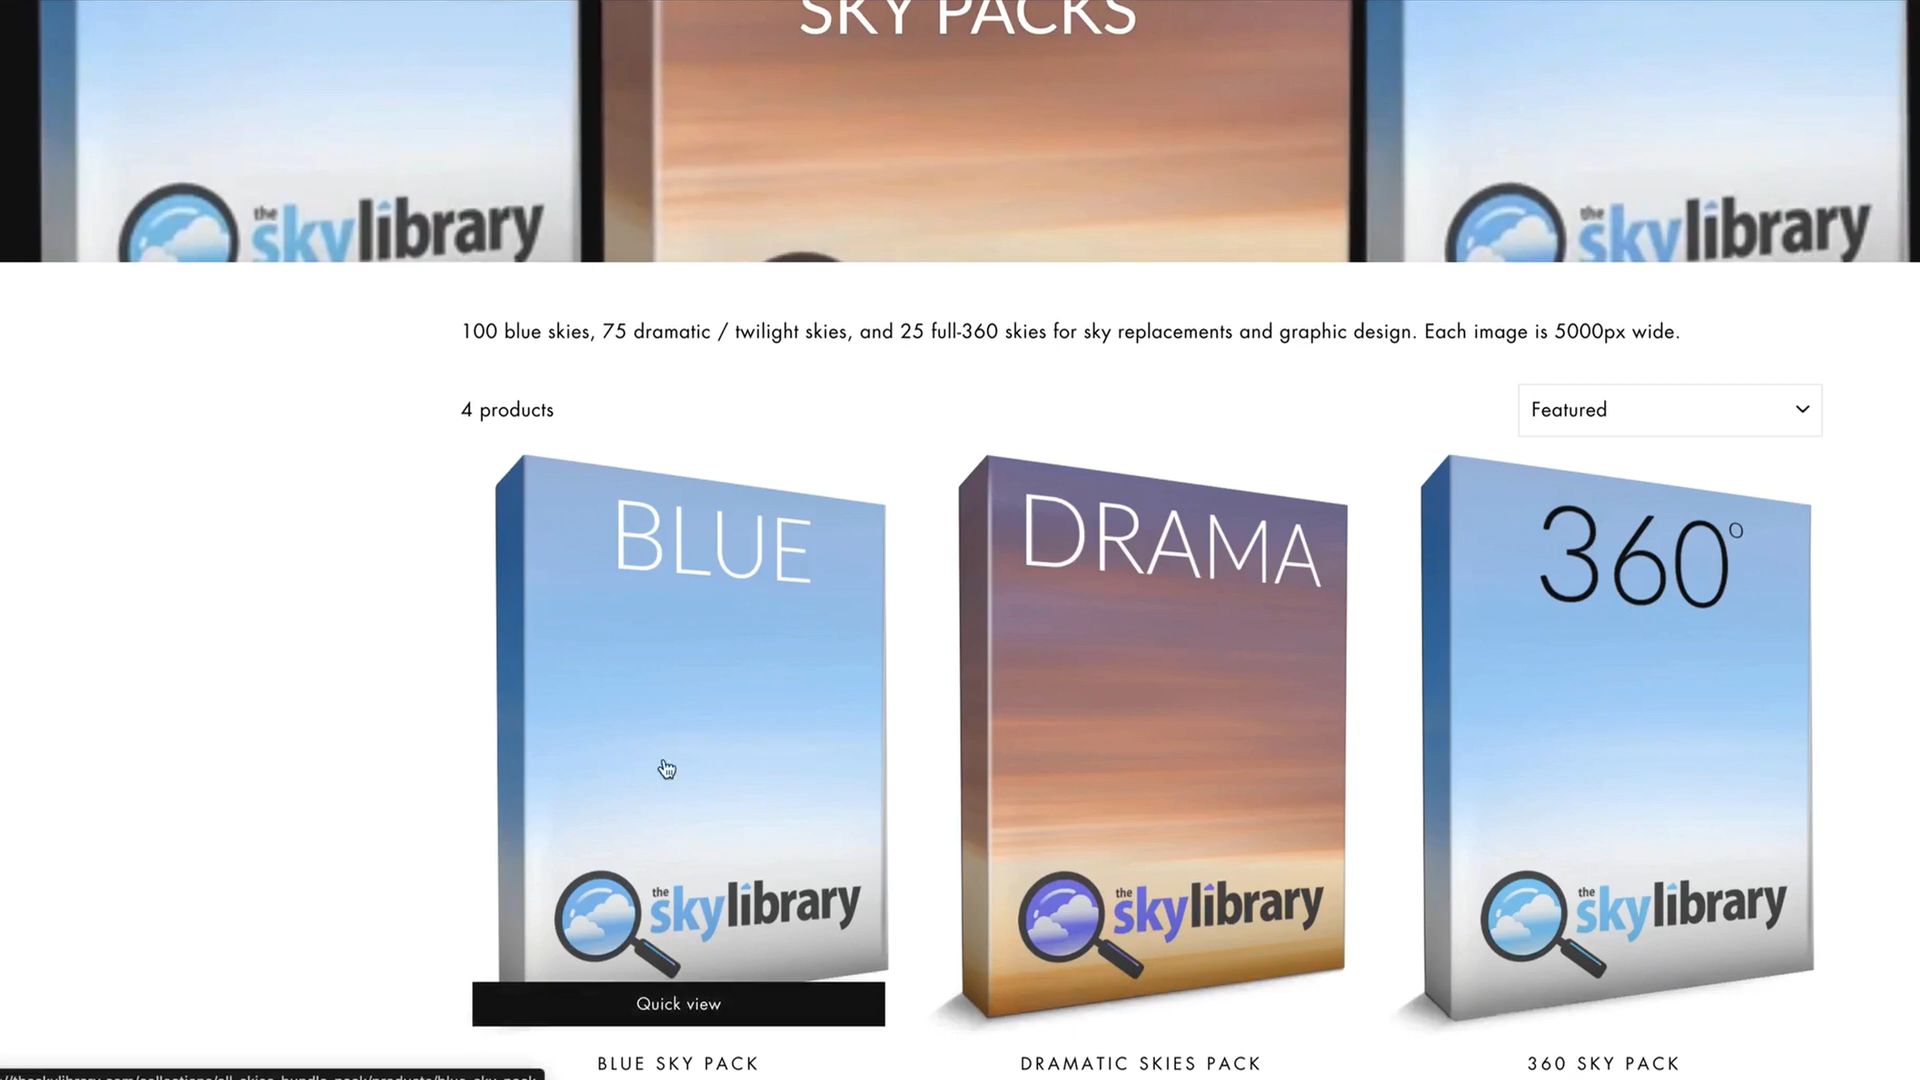 SKY PACKS
the skylibrary
the skylibrary
100 blue skies, 75 dramatic / twilight skies, and 25 full-360 skies for sky replacements and graphic design. Each image is 5000px wide.
4 products
Featured
BLUE
DRAMA
360°
the skylibrary
the skylibrary
the skylibrary
Quick view
BLUE SKY PACK
DRAMATIC SKIES PACK
360 SKY PACK